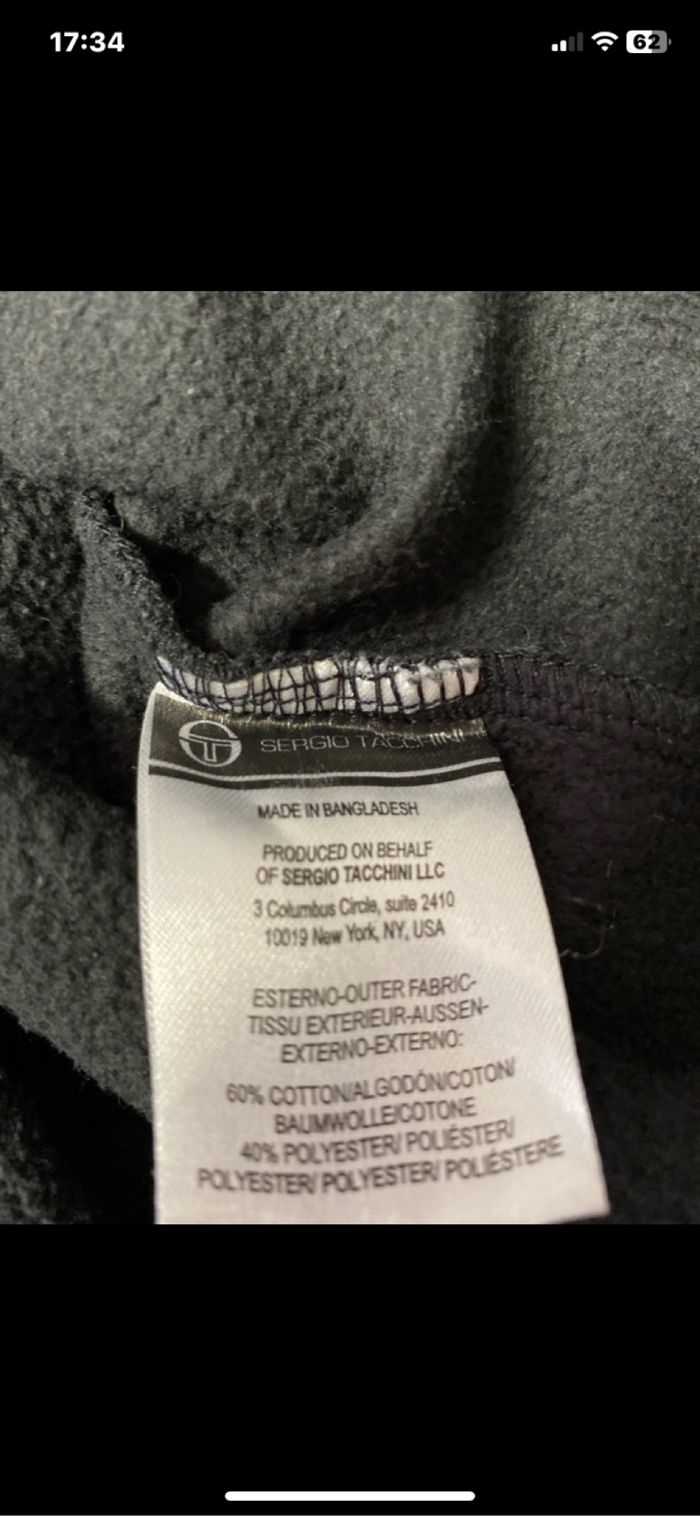 17:34
62
SERGIO TACCHINI
MADE IN BANGLADESH
PRODUCED ON BEHALF
OF SERGIO TACCHINI LLC
3 Columbus Circle, suite 2410
10019 New York, NY, USA
ESTERNO-OUTER FABRIC-
TISSU EXTERIEUR-AUSSEN-
EXTERNO-EXTERNO:
60% COTTON/ALGODÓN/COTON/
BAUMWOLLE/COTONE
40% POLYESTER/ POLIÉSTER/
POLYESTER/ POLYESTER/ POLIÉSTERE